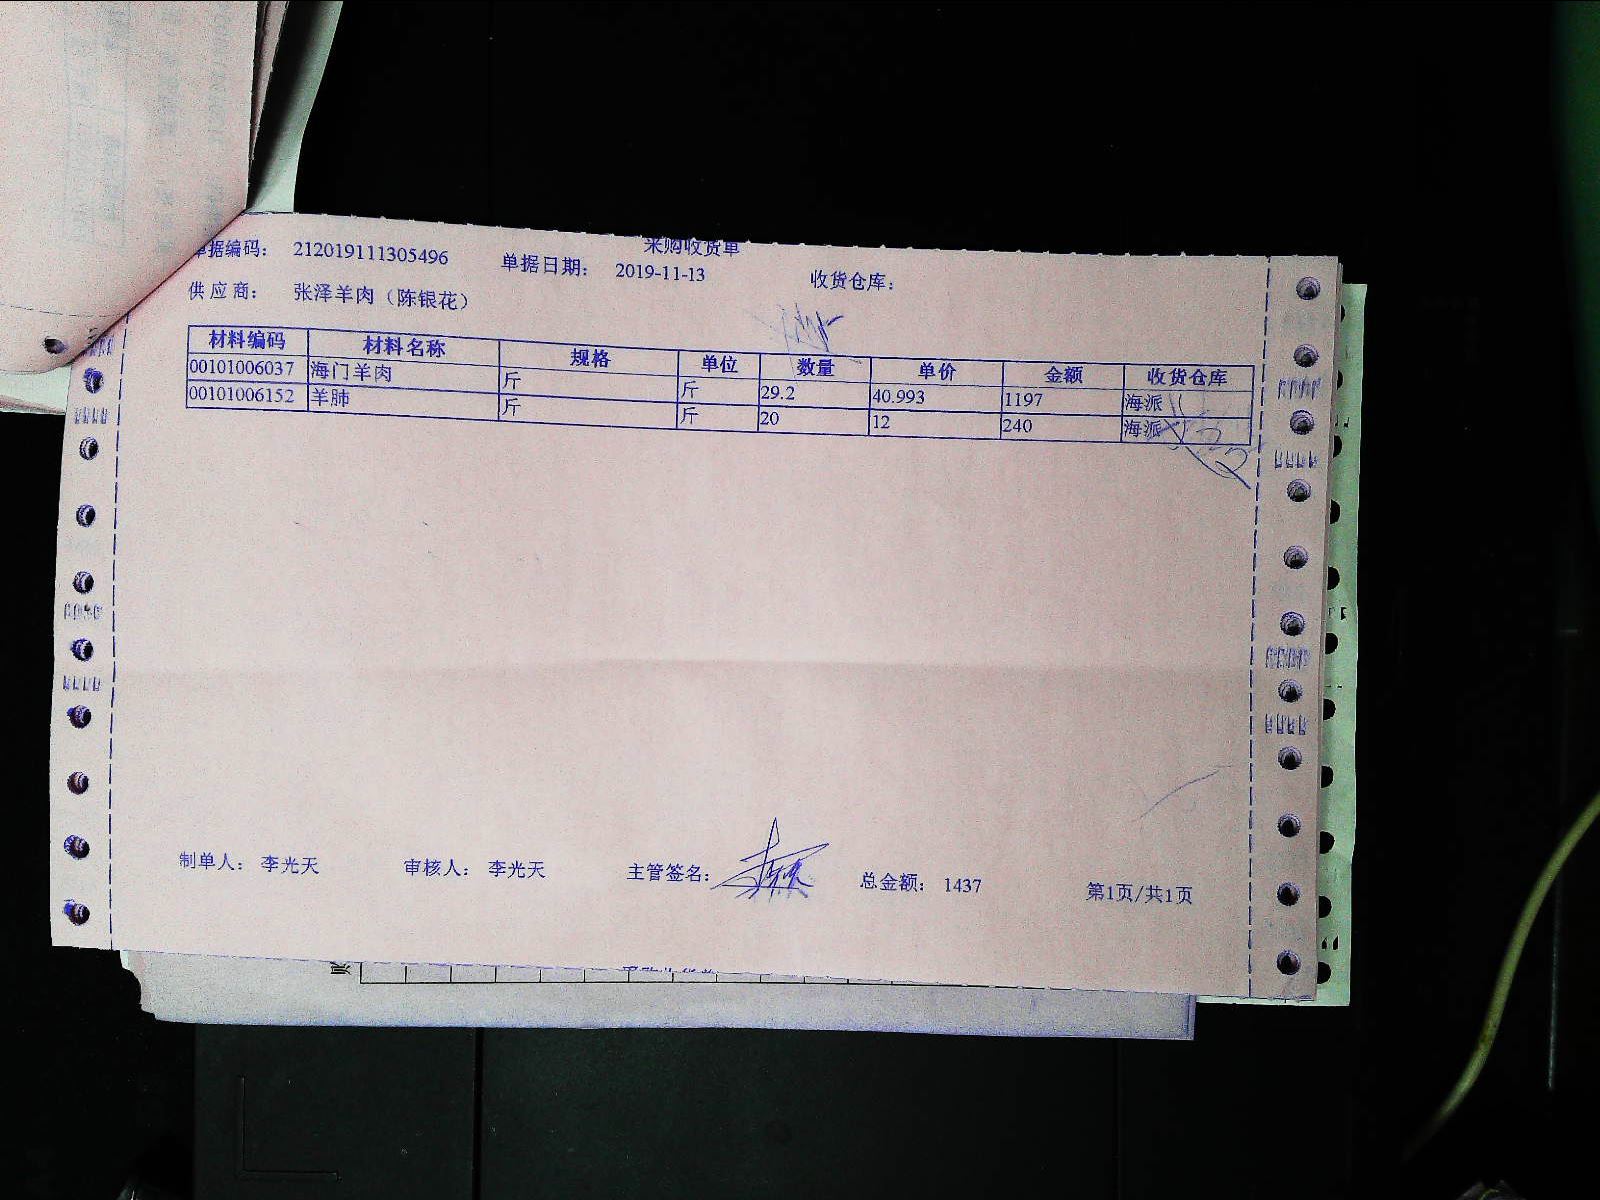 采购收货单
单据编码： 212019111305496 单据日期： 2019-11-13 收货仓库：
供应商： 张泽羊肉（陈银花）
材料编码 材料名称 规格 单位 数量 单价 金额 收货仓库
00101006037 海门羊肉 斤 斤 29.2 40.993 1197 海派（
00101006152 羊肺 斤 斤 20 12 240 海派
制单人： 李光天 审核人： 李光天 主管签名： 总金额： 1437 第1页/共1页